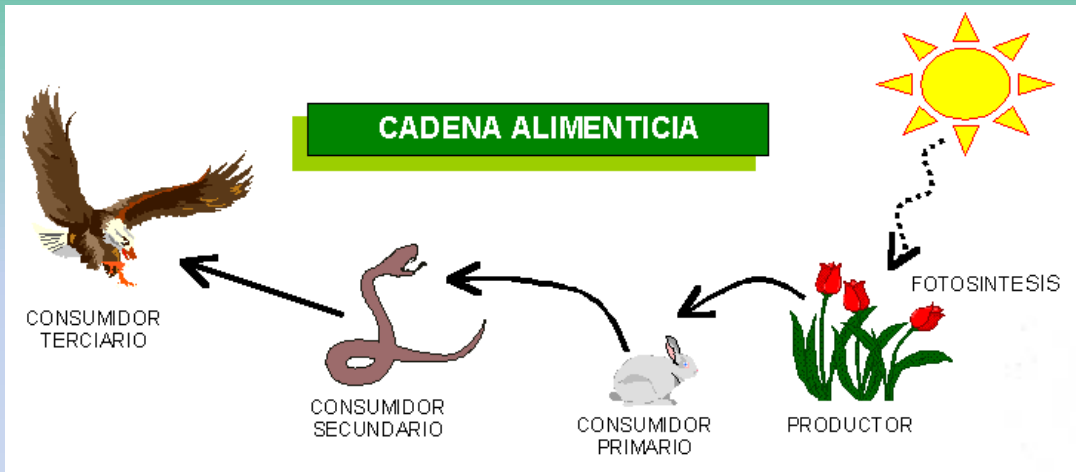 CADENA ALIMENTICIA
FOTOSINTESIS
CONSUMIDOR
TERCIARIO
CONSUMIDOR
SECUNDARIO
CONSUMIDOR
PRIMARIO
PRODUCTOR